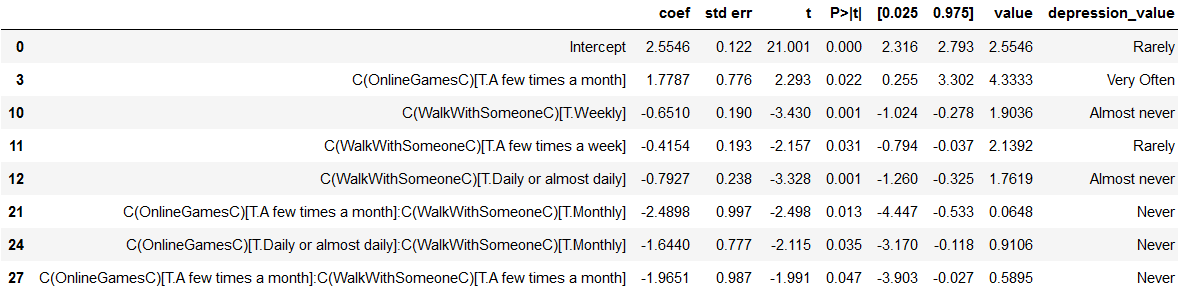 coef std err t P>|t| [0.025 0.975] value depression_value
0 Intercept 2.5546 0.122 21.001 0.000 2.316 2.793 2.5546 Rarely
3 C(OnlineGamesC)[T.A few times a month] 1.7787 0.776 2.293 0.022 0.255 3.302 4.3333 Very Often
10 C(WalkWithSomeoneC)[T.Weekly] -0.6510 0.190 -3.430 0.001 -1.024 -0.278 1.9036 Almost never
11 C(WalkWithSomeoneC)[T.A few times a week] -0.4154 0.193 -2.157 0.031 -0.794 -0.037 2.1392 Rarely
12 C(WalkWithSomeoneC)[T.Daily or almost daily] -0.7927 0.238 -3.328 0.001 -1.260 -0.325 1.7619 Almost never
21 C(OnlineGamesC)[T.A few times a month]:C(WalkWithSomeoneC)[T.Monthly] -2.4898 0.997 -2.498 0.013 -4.447 -0.533 0.0648 Never
24 C(OnlineGamesC)[T.Daily or almost daily]:C(WalkWithSomeoneC)[T.Monthly] -1.6440 0.777 -2.115 0.035 -3.170 -0.118 0.9106 Never
27 C(OnlineGamesC)[T.A few times a month]:C(WalkWithSomeoneC)[T.A few times a month] -1.9651 0.987 -1.991 0.047 -3.903 -0.027 0.5895 Never